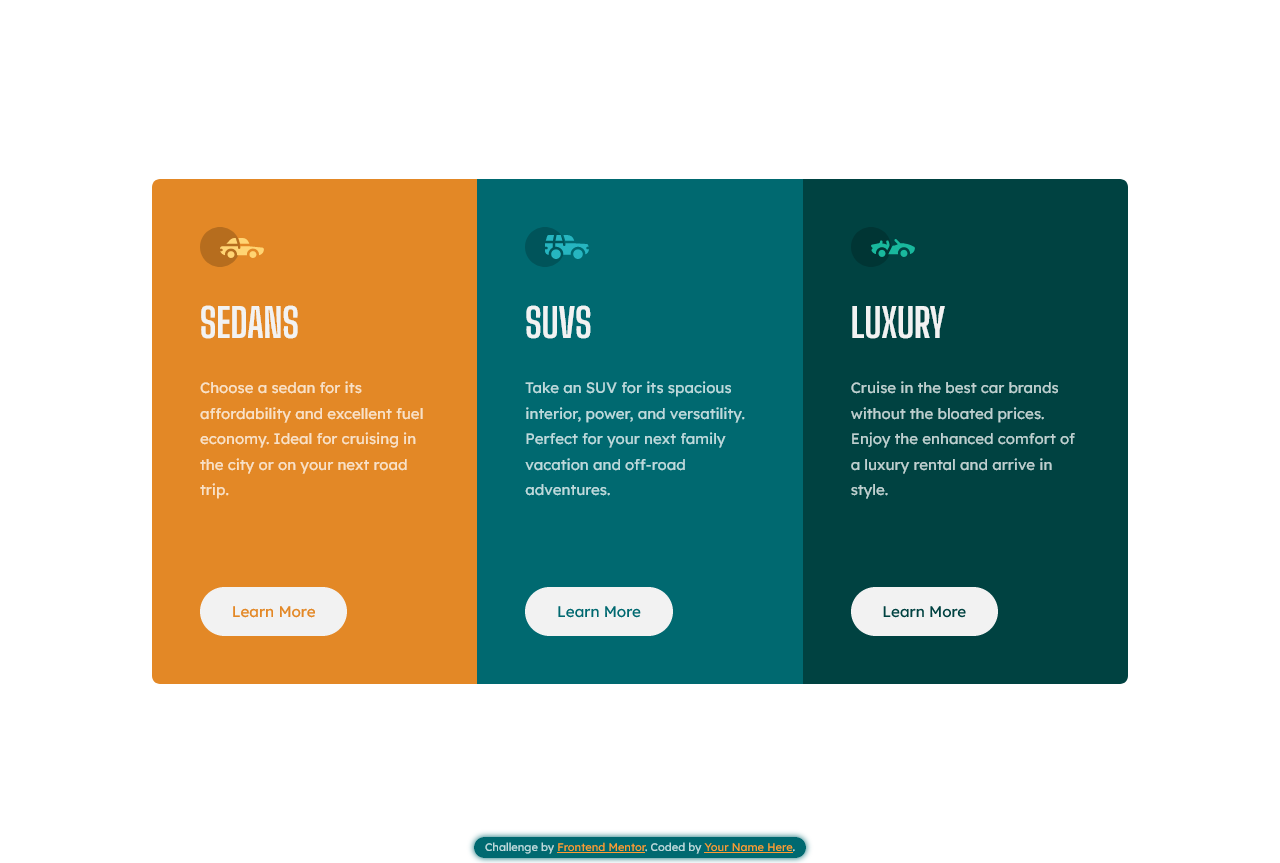 SEDANS
Choose a sedan for its
affordability and excellent fuel
economy. Ideal for cruising in
the city or on your next road
trip.
Learn More
SUVS
Take an SUV for its spacious
interior, power, and versatility.
Perfect for your next family
vacation and off-road
adventures.
Learn More
LUXURY
Cruise in the best car brands
without the bloated prices.
Enjoy the enhanced comfort of
a luxury rental and arrive in
style.
Learn More
Challenge by Frontend Mentor. Coded by Your Name Here.